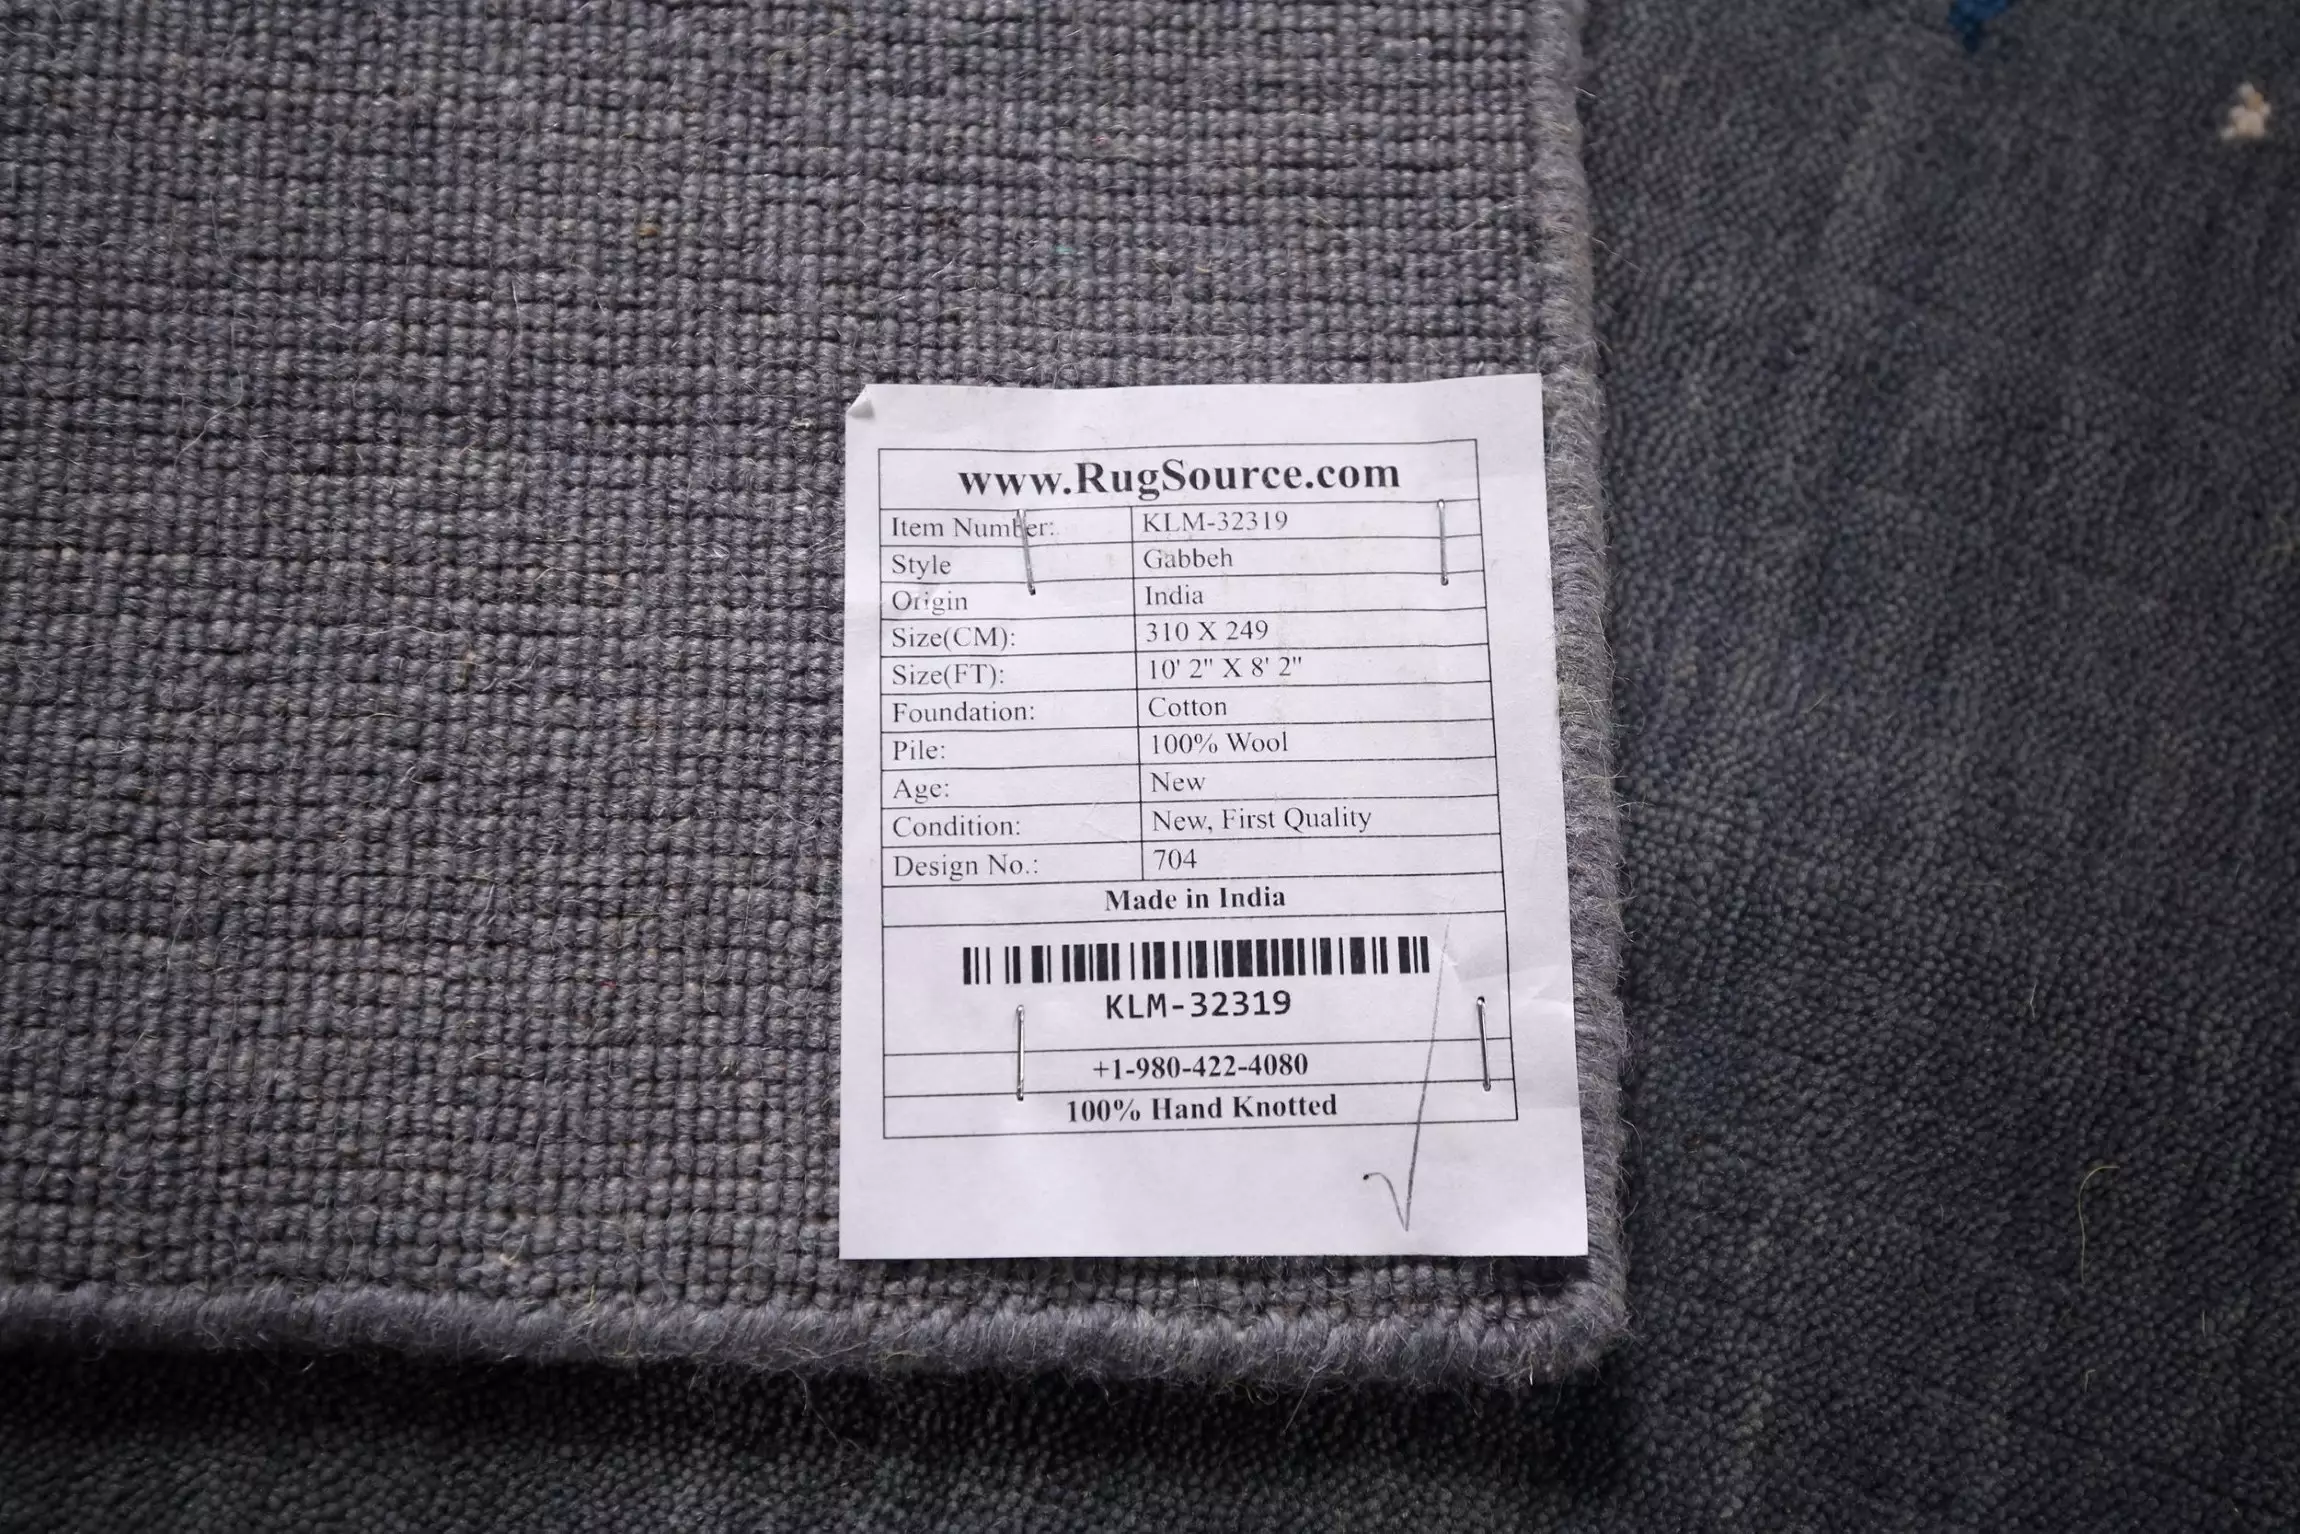 www.RugSource.com
Item Number: KLM-32319
Style Gabbeh
Origin India
Size(CM): 310 X 249
Size(FT): 10' 2" X 8' 2"
Foundation: Cotton
Pile: 100% Wool
Age: New
Condition: New, First Quality
Design No.: 704
Made in India
KLM-32319
+1-980-422-4080
100% Hand Knotted